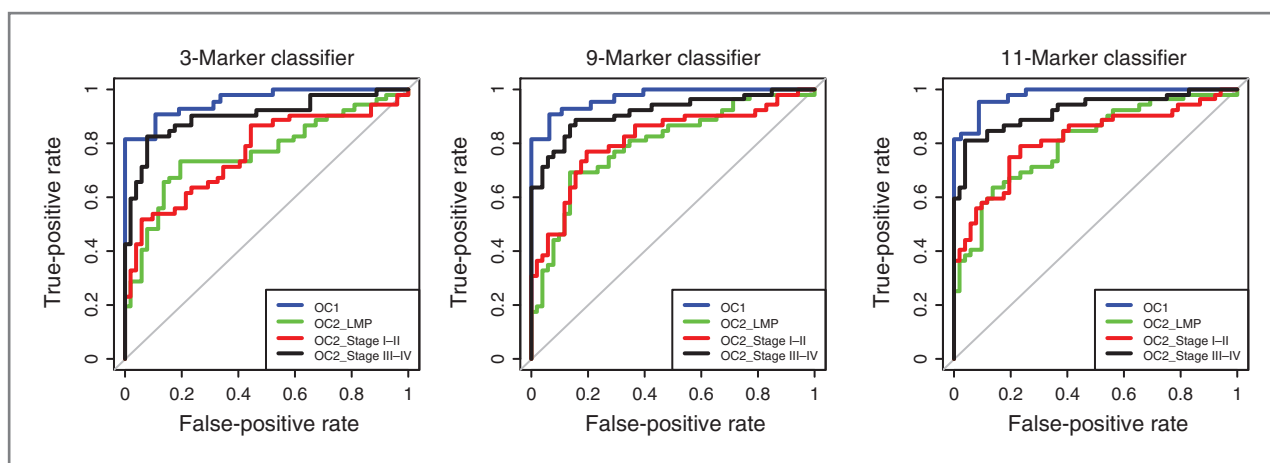 3-Marker classifier
True-positive rate
1
0.8
0.6
0.4
0.2
0
OC1
OC2_LMP
OC2_Stage I–II
OC2_Stage III–IV
0 0.2 0.4 0.6 0.8 1
False-positive rate
9-Marker classifier
True-positive rate
1
0.8
0.6
0.4
0.2
0
OC1
OC2_LMP
OC2_Stage I–II
OC2_Stage III–IV
0 0.2 0.4 0.6 0.8 1
False-positive rate
11-Marker classifier
True-positive rate
1
0.8
0.6
0.4
0.2
0
OC1
OC2_LMP
OC2_Stage I–II
OC2_Stage III–IV
0 0.2 0.4 0.6 0.8 1
False-positive rate